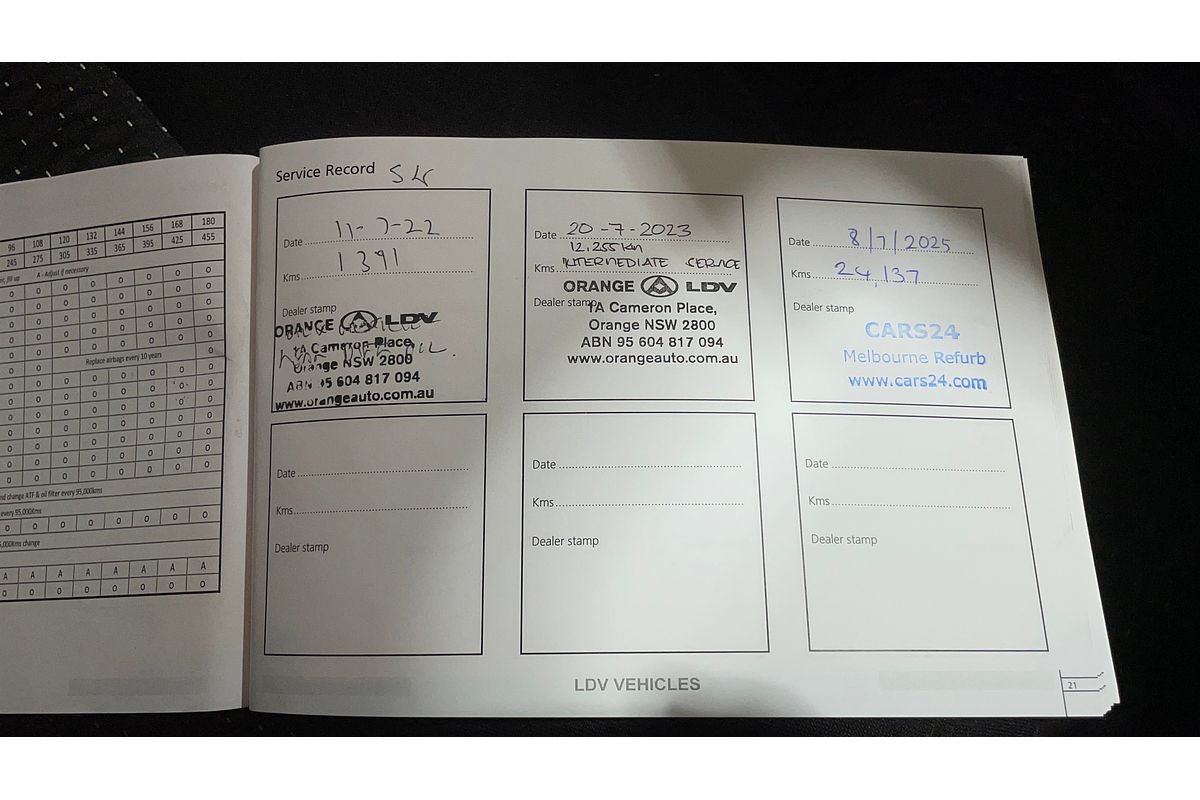 96 108 120 132 144 156 168 180
245 275 305 335 365 395 425 455
A - Adjust if necessary
o o o o o o o o
o o o o o o o o
o o o o o o o o
o o o o o o o o
o o o o o o o o
Replace airbags every 10 years o
o o o o o o o o
o o o o o o o o
o o o o o o o o
o o o o o o o o
o o o o o o o o
o o o o o o o o
change ATF & oil filter every 95,000kms
every 95,000Kms
o o o o o o o o
change
A A A A A A A A
o o o o o o o o
Service Record
Date 11-7-22
Kms 1391
Dealer stamp
ORANGE LDV
1A Cameron Place,
Orange NSW 2800
ABN 95 604 817 094
www.orangeauto.com.au
Date 20-7-2023
12,255km
Kms INTERMEDIATE SERVICE
ORANGE LDV
Dealer stamp
1A Cameron Place,
Orange NSW 2800
ABN 95 604 817 094
www.orangeauto.com.au
Date 8/7/2025
Kms 24,137
Dealer stamp
CARS24
Melbourne Refurb
www.cars24.com
Date
Kms
Dealer stamp
Date
Kms
Dealer stamp
Date
Kms
Dealer stamp
LDV VEHICLES
21